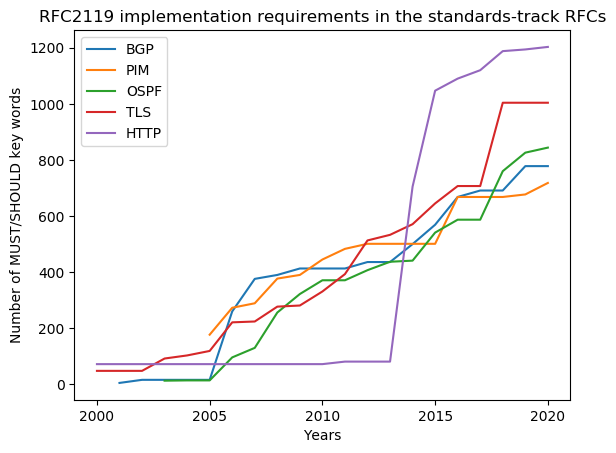 RFC2119 implementation requirements in the standards-track RFCs
BGP
PIM
OSPF
TLS
HTTP
Number of MUST/SHOULD key words
1200
1000
800
600
400
200
0
2000 2005 2010 2015 2020
Years